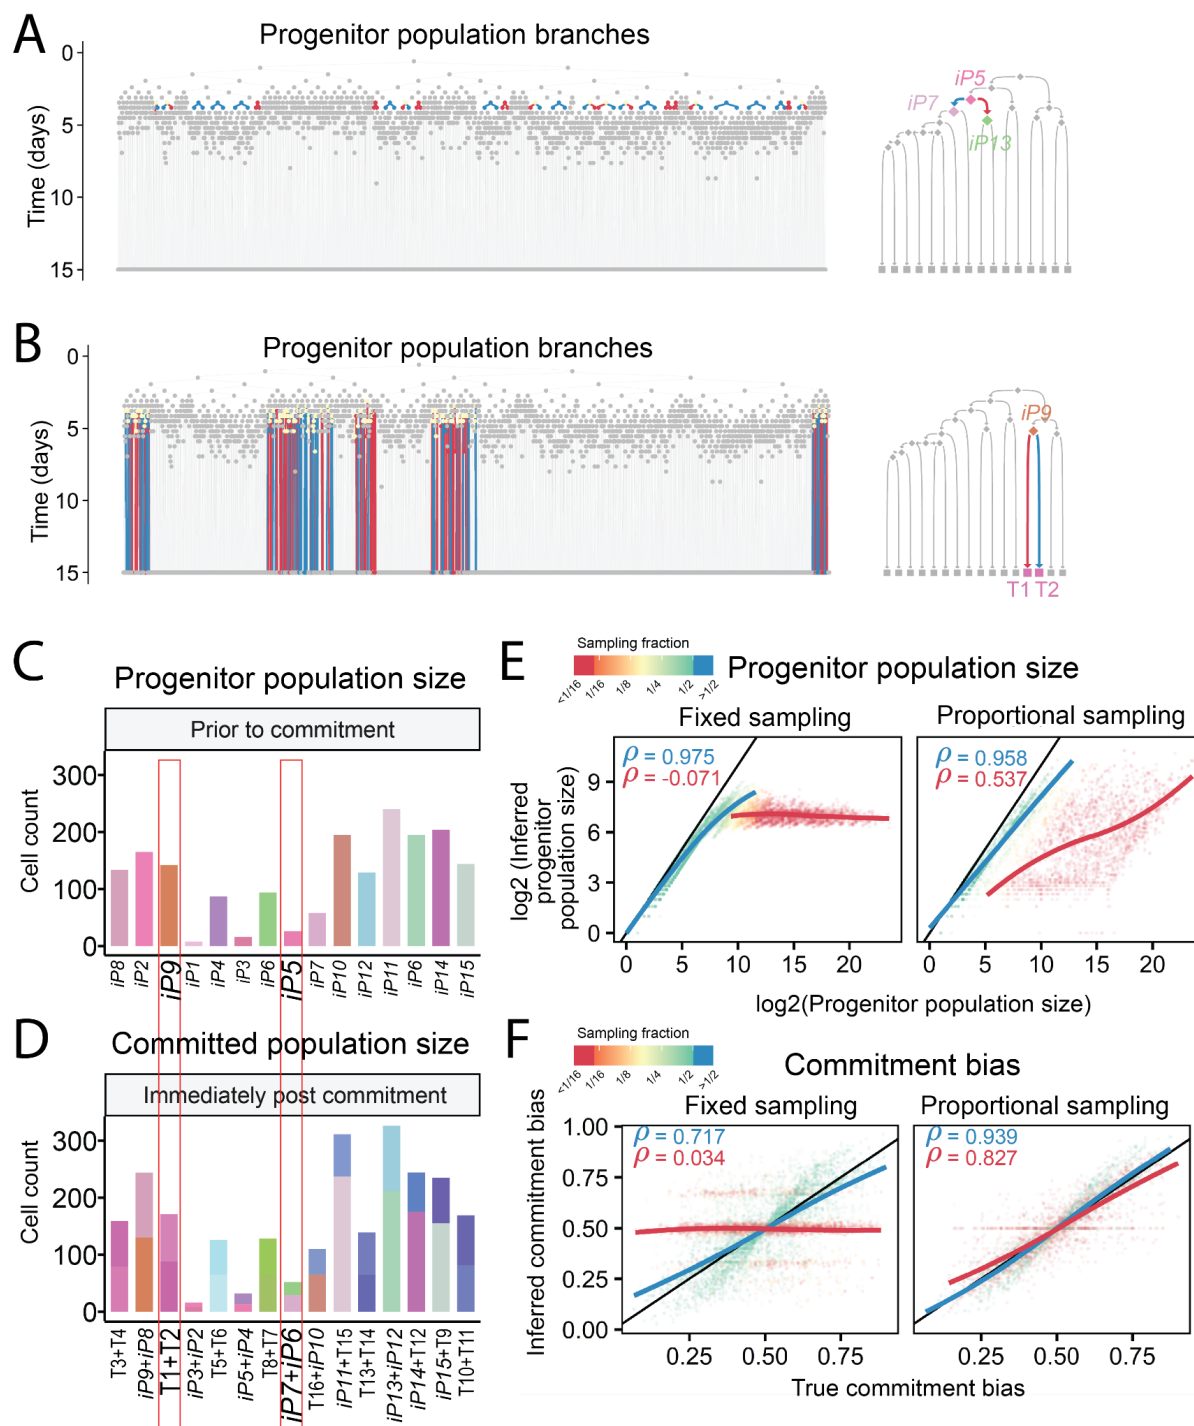 A
Progenitor population branches
Time (days)
0
5
10
15
iP5
iP7
iP13
B
Progenitor population branches
Time (days)
0
5
10
15
iP9
T1 T2
C
Progenitor population size
Prior to commitment
Cell count
300
200
100
0
iP8 iP2 iP9 iP1 iP4 iP3 iP6 iP5 iP7 iP10 iP12 iP11 iP6 iP14 iP15
D
Committed population size
Immediately post commitment
Cell count
300
200
100
0
T3+T4 iP9+iP8 T1+T2 iP3+iP2 T5+T6 iP5+iP4 T8+T7 iP7+iP6 T16+iP10 iP11+T15 T13+T14 iP13+iP12 iP14+T12 iP15+T9 T10+T11
E
Sampling fraction
<1/16 1/16 1/8 1/4 1/2 >1/2
Progenitor population size
Fixed sampling
Proportional sampling
ρ = 0.975
ρ = -0.071
ρ = 0.958
ρ = 0.537
log2 (Inferred
progenitor
population size)
9
6
3
0
0 5 10 15 20
0 5 10 15 20
log2(Progenitor population size)
F
Sampling fraction
<1/16 1/16 1/8 1/4 1/2 >1/2
Commitment bias
Fixed sampling
Proportional sampling
ρ = 0.717
ρ = 0.034
ρ = 0.939
ρ = 0.827
Inferred commitment bias
1.00
0.75
0.50
0.25
0.00
0.25 0.50 0.75
0.25 0.50 0.75
True commitment bias